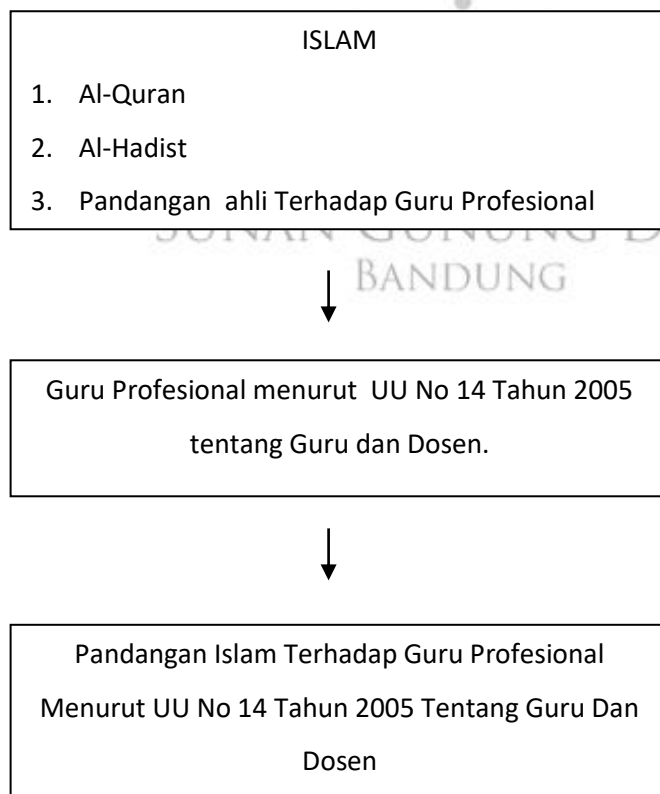 ISLAM
1. Al-Quran
2. Al-Hadist
3. Pandangan ahli Terhadap Guru Profesional
SUNAN GUNUNG
BANDUNG
Guru Profesional menurut UU No 14 Tahun 2005
tentang Guru dan Dosen.
Pandangan Islam Terhadap Guru Profesional
Menurut UU No 14 Tahun 2005 Tentang Guru Dan
Dosen